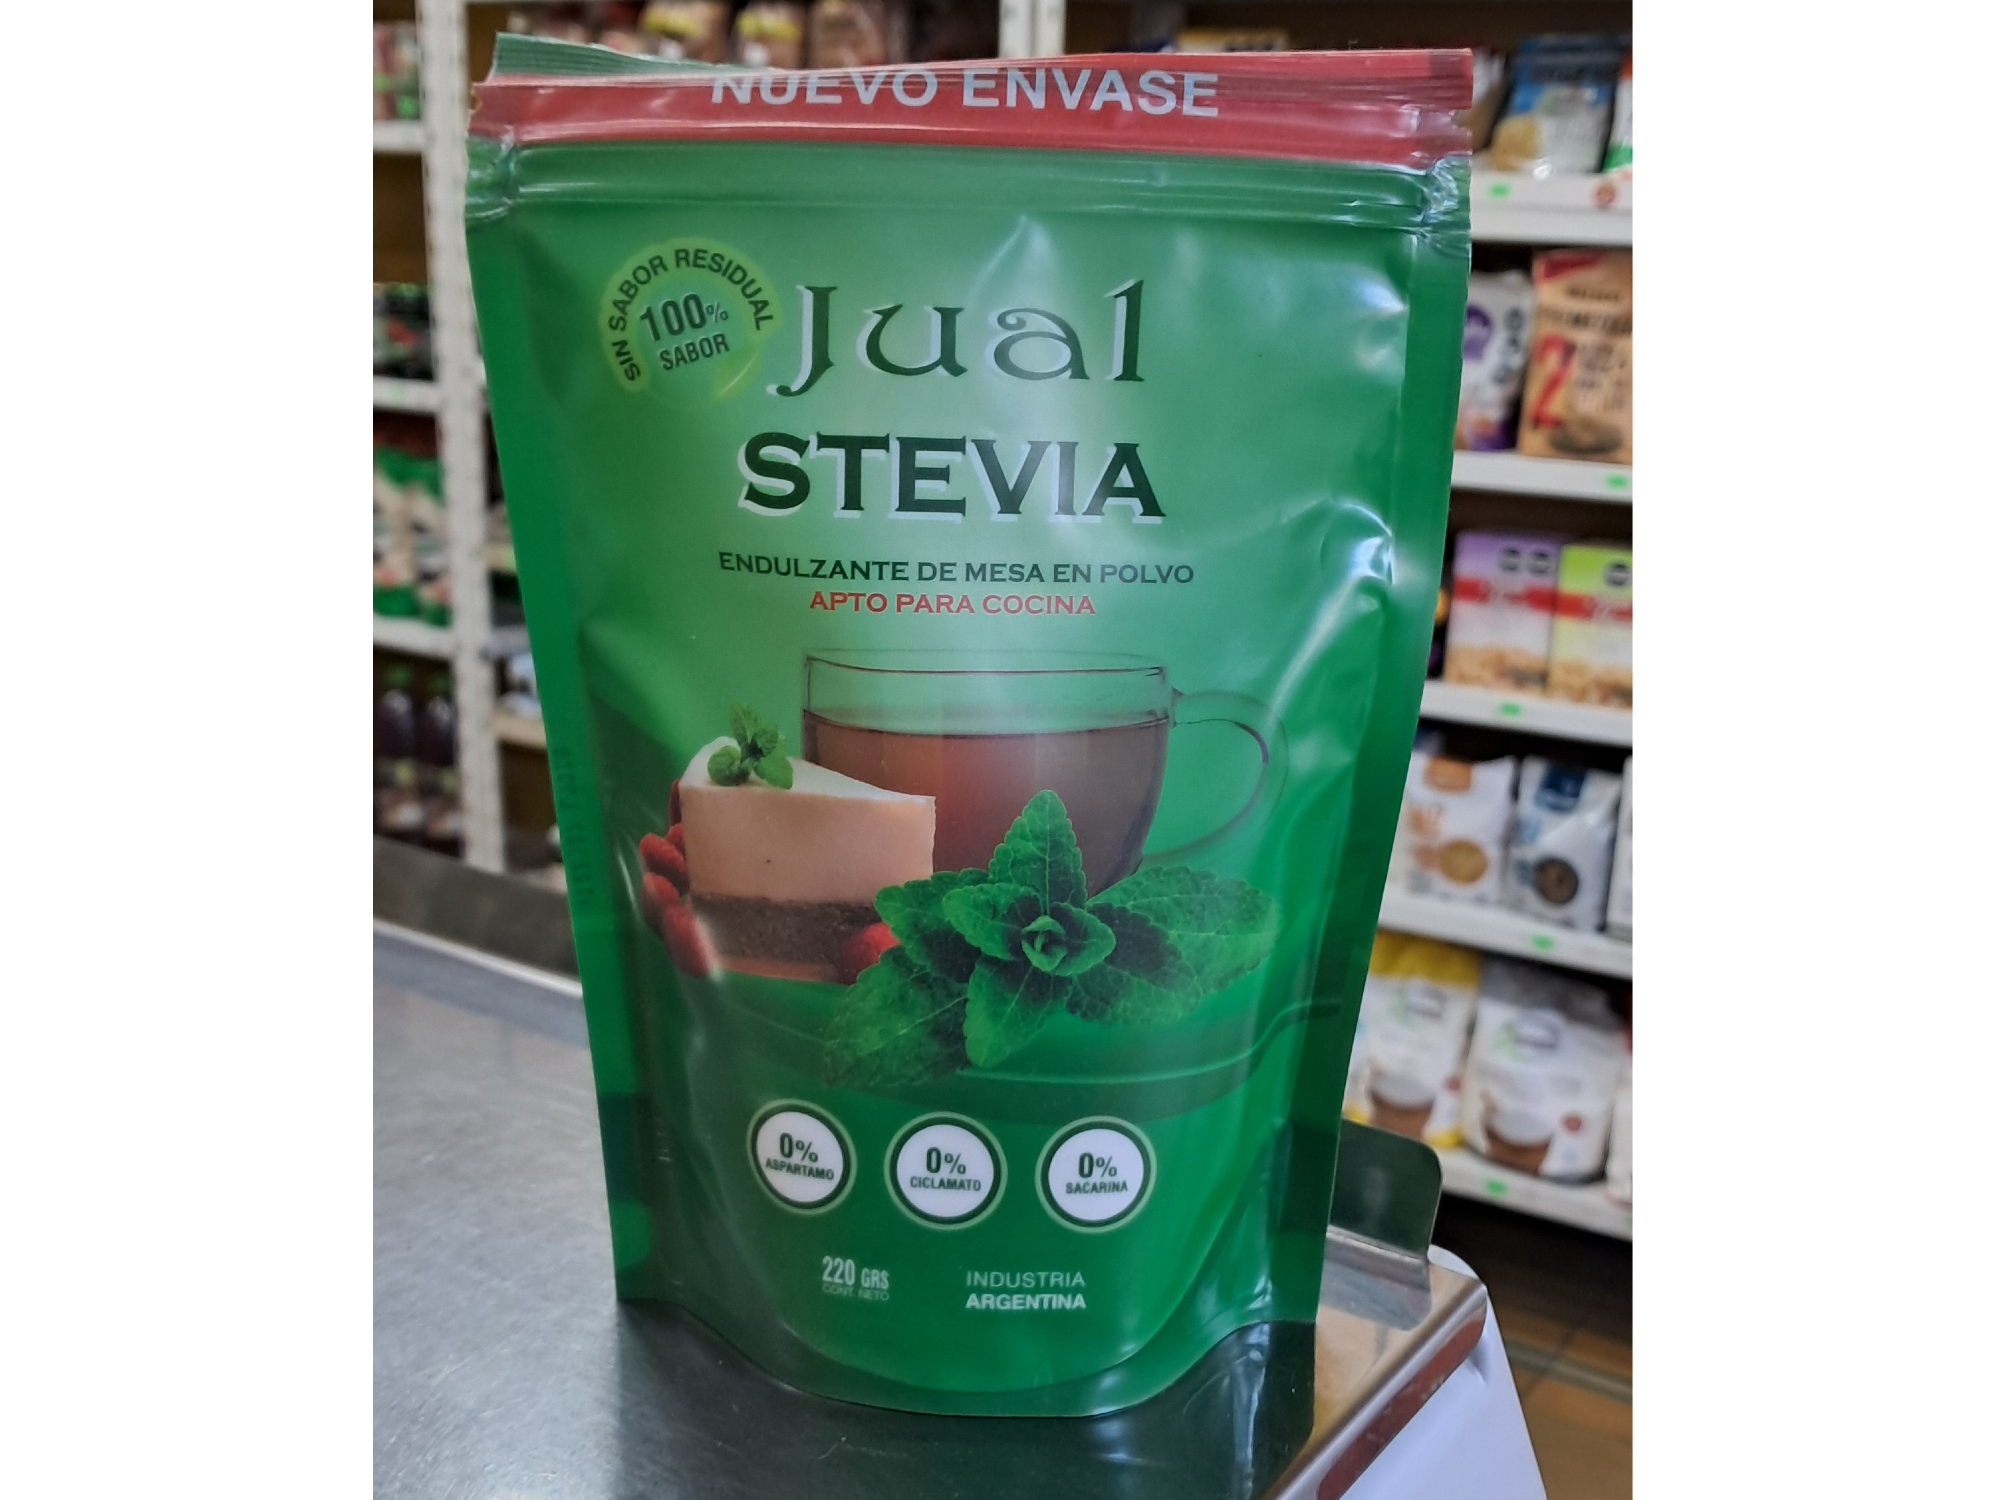 NUEVO ENVASE
SIN SABOR RESIDUAL
100%
SABOR
Jual
STEVIA
ENDULZANTE DE MESA EN POLVO
APTO PARA COCINA
0%
ASPARTAMO
0%
CICLAMATO
0%
SACARINA
220 GRS
CONT. NETO
INDUSTRIA
ARGENTINA